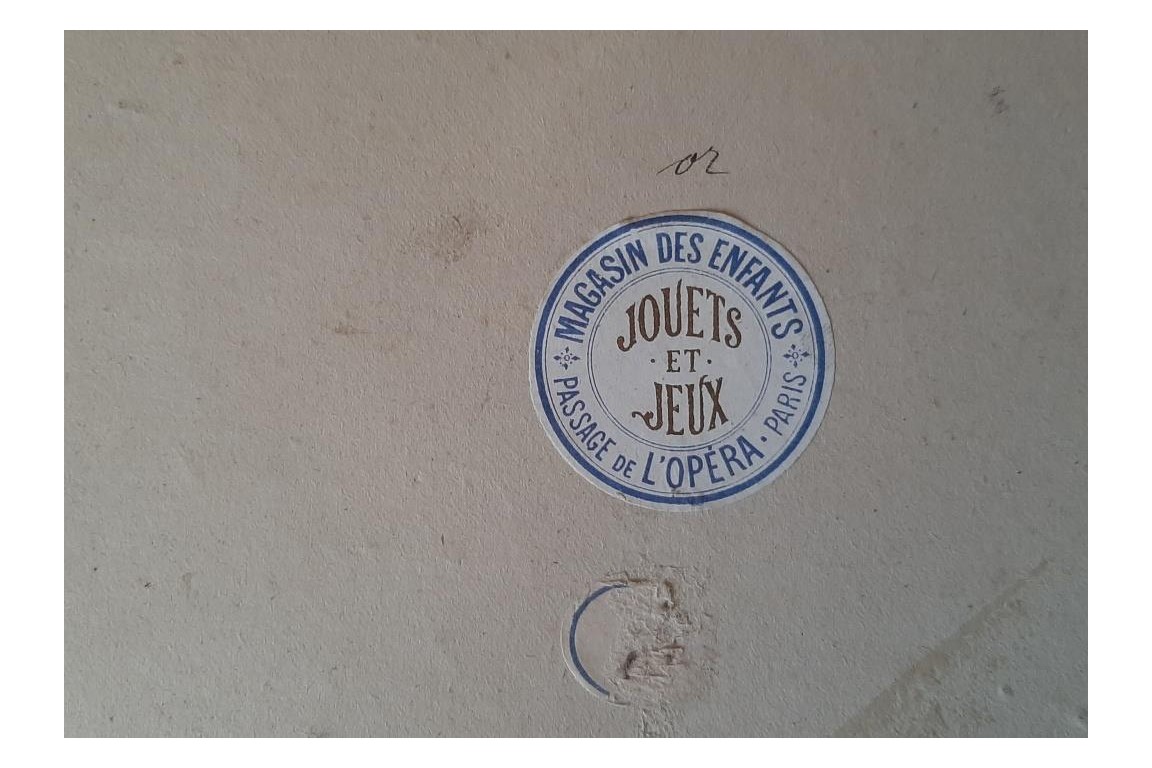 or
MAGASIN DES ENFANTS
JOUETS
· ET ·
JEUX
PASSAGE DE L'OPÉRA · PARIS